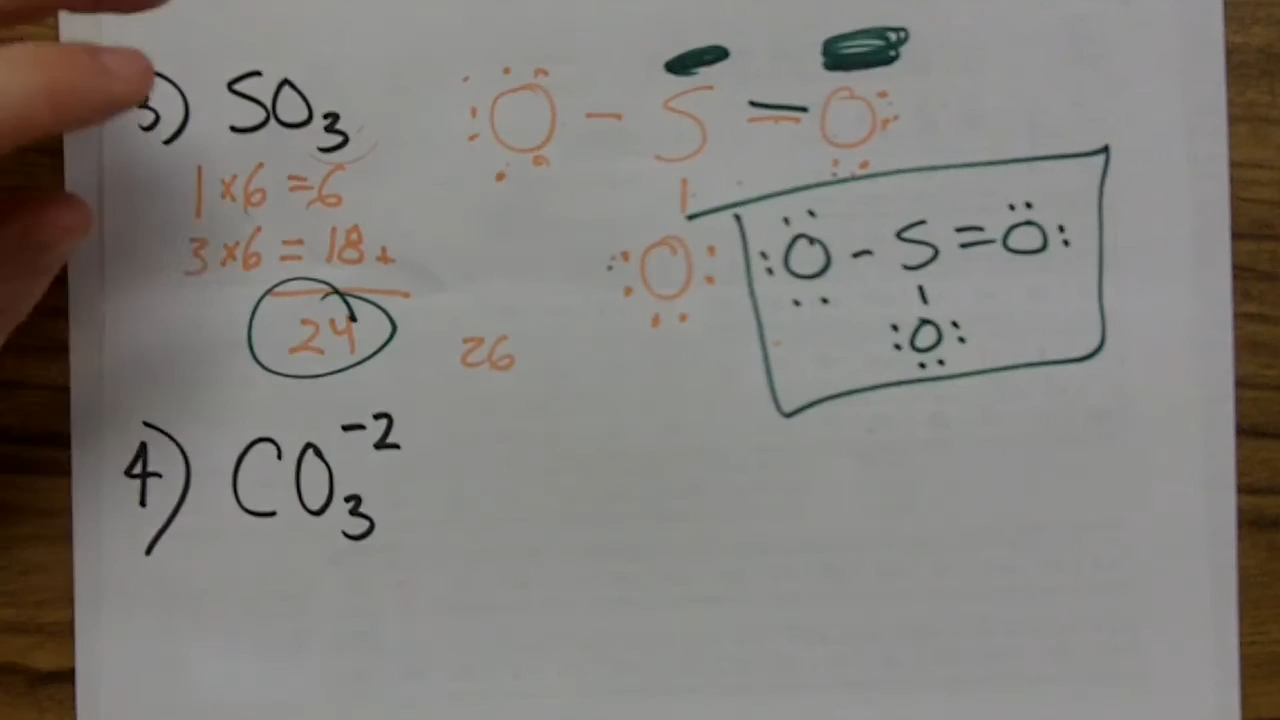 3) SO₃
O - S = O
|
O
1 × 6 = 6
3 × 6 = 18 +
24
26
:Ö - S = Ö:
|
:O:
4) CO₃⁻²